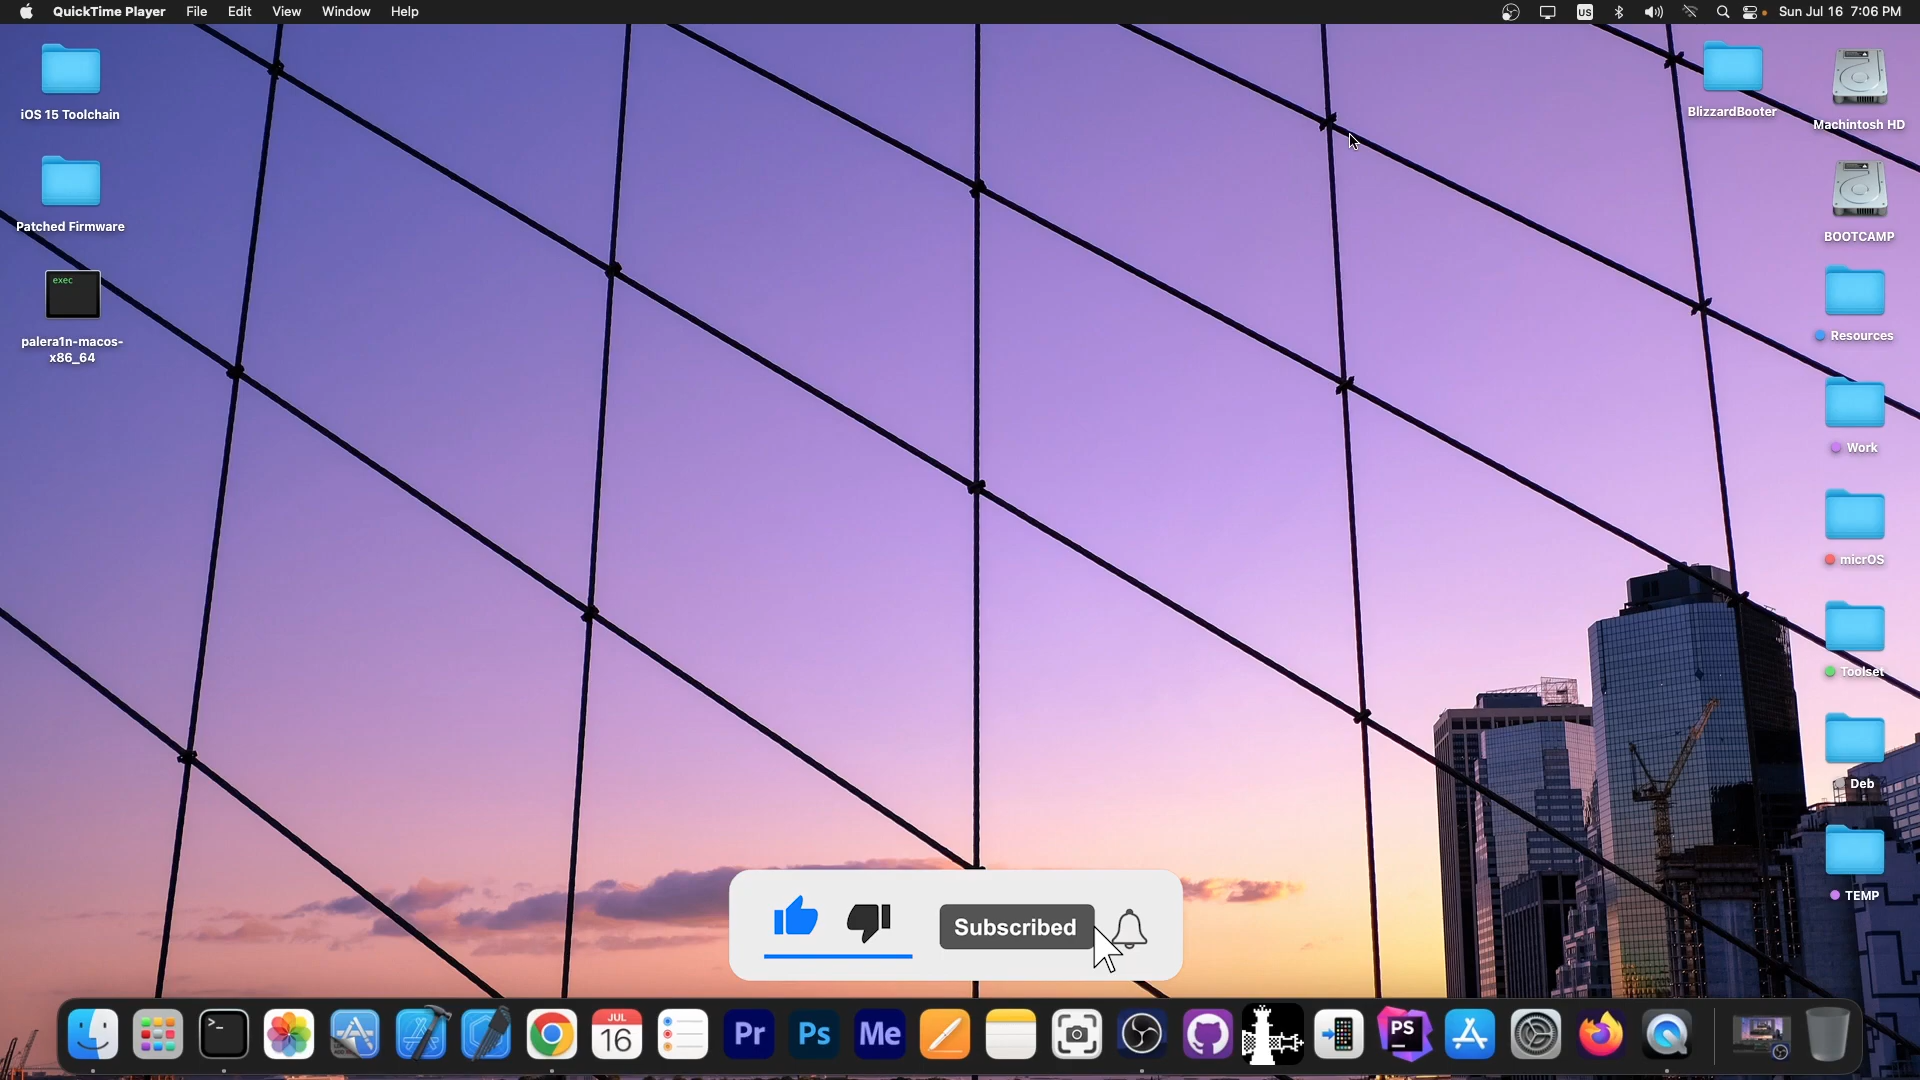 QuickTime Player File Edit View Window Help US Sun Jul 16 7:06 PM
iOS 15 Toolchain
Patched Firmware
exec
palera1n-macos-
x86_64
BlizzardBooter
Machintosh HD
BOOTCAMP
Resources
Work
micrOS
Toolset
Deb
TEMP
Subscribed
>_
JUL
16
Pr
Ps
Me
PS